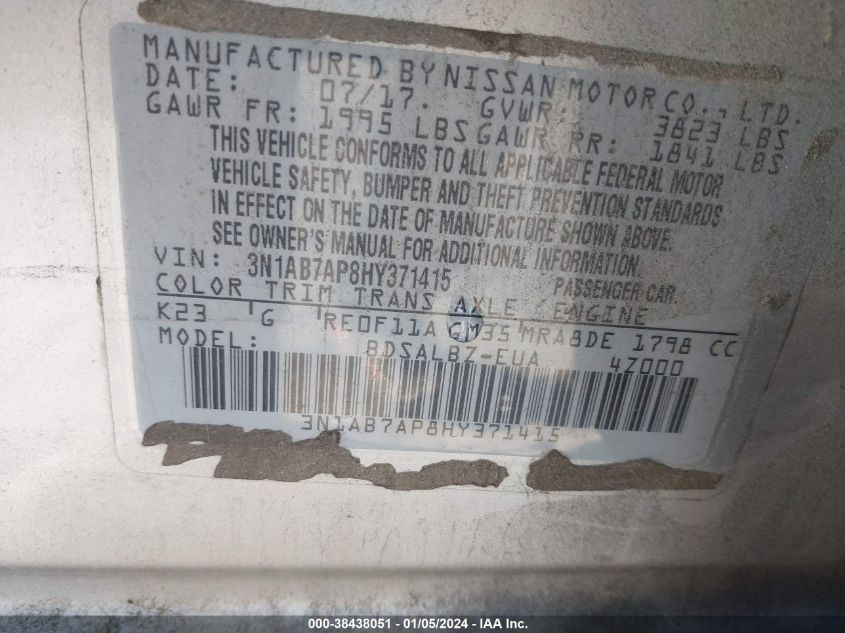 MANUFACTURED BY NISSAN MOTOR CO., LTD.
DATE: 07/17. GVWR: 3823 LBS
GAWR FR: 1995 LBS GAWR RR: 1841 LBS
THIS VEHICLE CONFORMS TO ALL APPLICABLE FEDERAL MOTOR
VEHICLE SAFETY, BUMPER AND THEFT PREVENTION STANDARDS
IN EFFECT ON THE DATE OF MANUFACTURE SHOWN ABOVE.
SEE OWNER'S MANUAL FOR ADDITIONAL INFORMATION.
VIN: 3N1AB7AP8HY371415 PASSENGER CAR.
COLOR TRIM TRANS AXLE ENGINE
K23 G RE0F11A GM35 MRA8DE 1798 CC
MODEL: BDSALBZ-EUA 4Z000
3N1AB7AP8HY371415
000-38438051 - 01/05/2024 - IAA Inc.